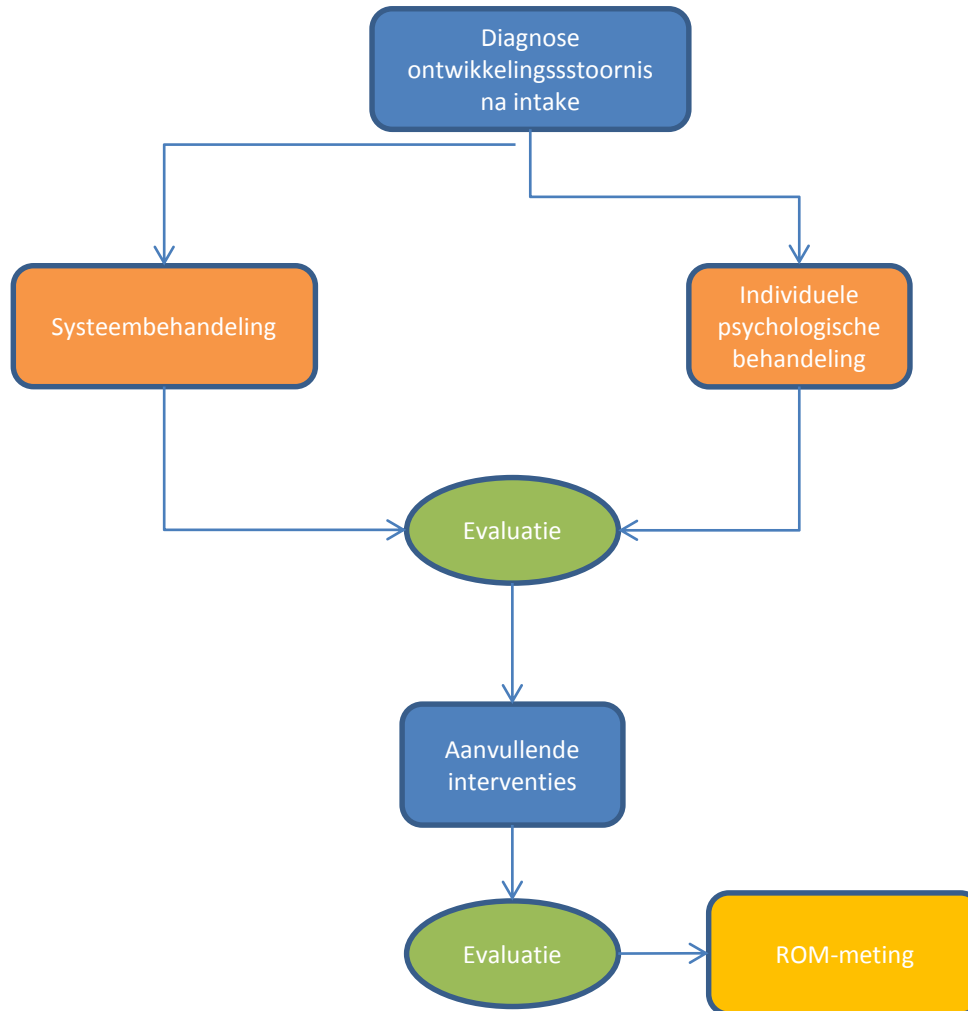 Diagnose
ontwikkelingssstoornis
na intake
Systeembehandeling
Individuele
psychologische
behandeling
Evaluatie
Aanvullende
interventies
Evaluatie
ROM-meting